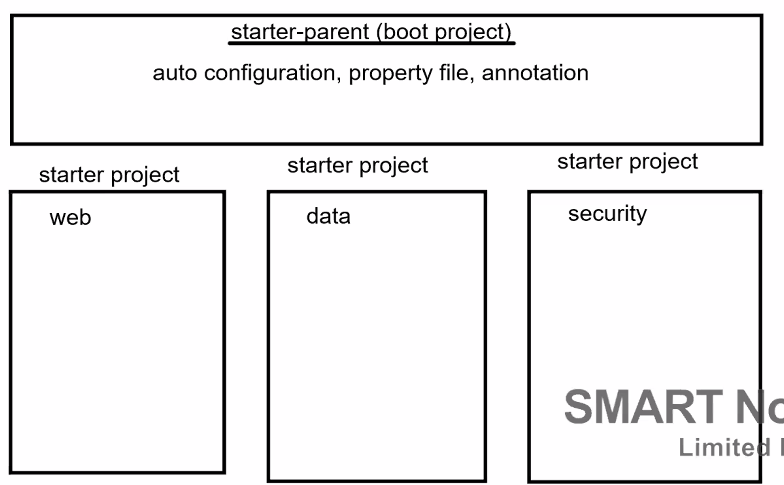 starter-parent (boot project)
auto configuration, property file, annotation
starter project
starter project
starter project
web
data
security
SMART
Limited